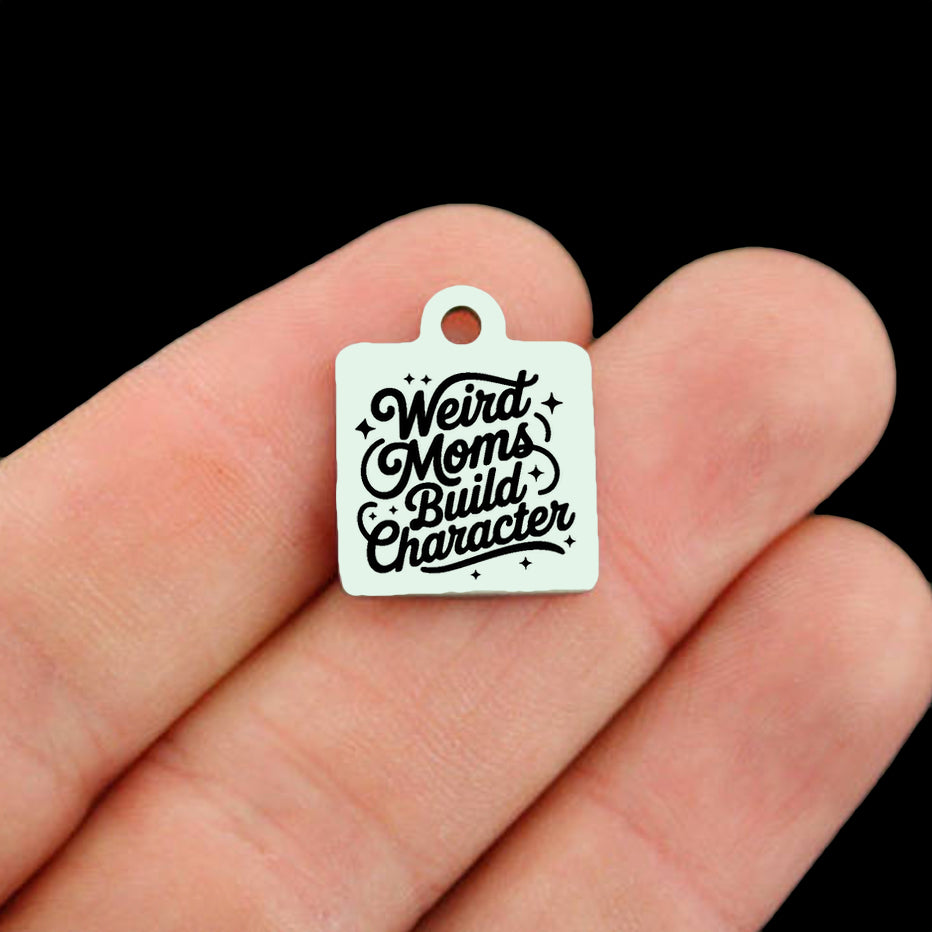 Weird
Moms
Build
Character